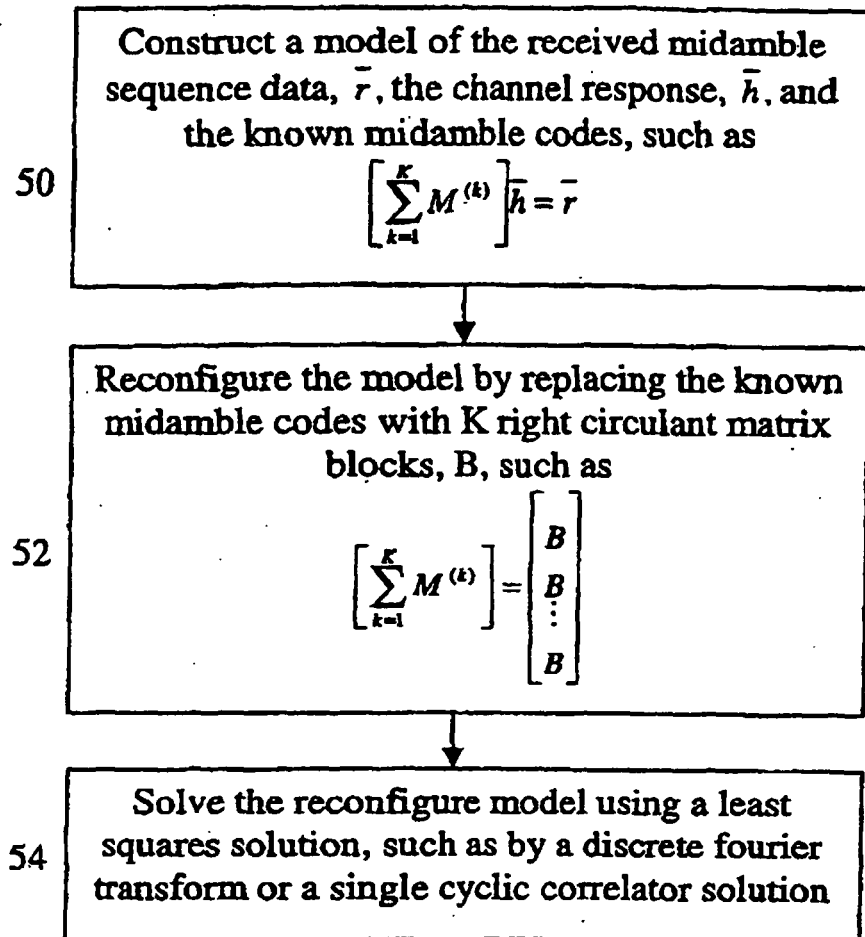 Construct a model of the received midamble
sequence data, r̄, the channel response, h̄, and
the known midamble codes, such as
50
[∑_{k=1}^{K} M^{(k)}] h̄ = r̄
Reconfigure the model by replacing the known
midamble codes with K right circulant matrix
blocks, B, such as
52
[∑_{k=1}^{K} M^{(k)}] = [B B ⋮ B]
Solve the reconfigure model using a least
54
squares solution, such as by a discrete fourier
transform or a single cyclic correlator solution